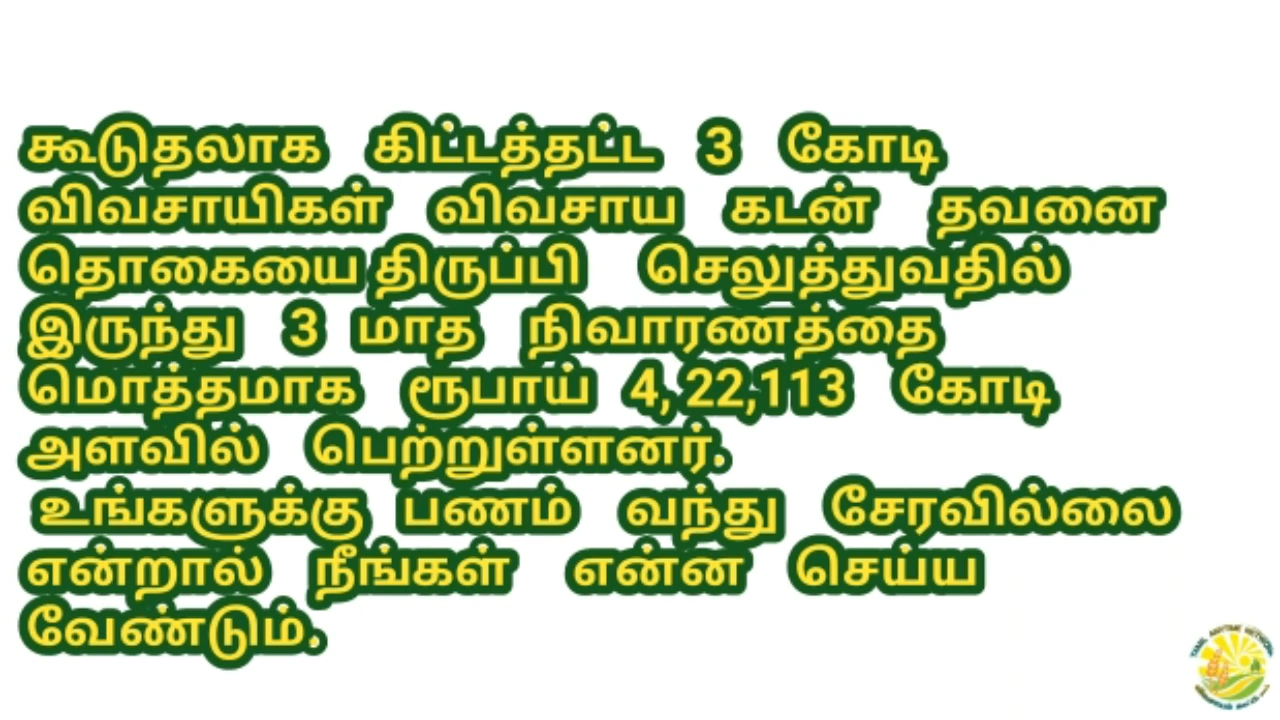 கூடுதலாக கிட்டத்தட்ட 3 கோடி
விவசாயிகள் விவசாய கடன் தவனை
தொகையை திருப்பி செலுத்துவதில்
இருந்து 3 மாத நிவாரணத்தை
மொத்தமாக ரூபாய் 4, 22,113 கோடி
அளவில் பெற்றுள்ளனர்.
உங்களுக்கு பணம் வந்து சேரவில்லை
என்றால் நீங்கள் என்ன செய்ய
வேண்டும்.